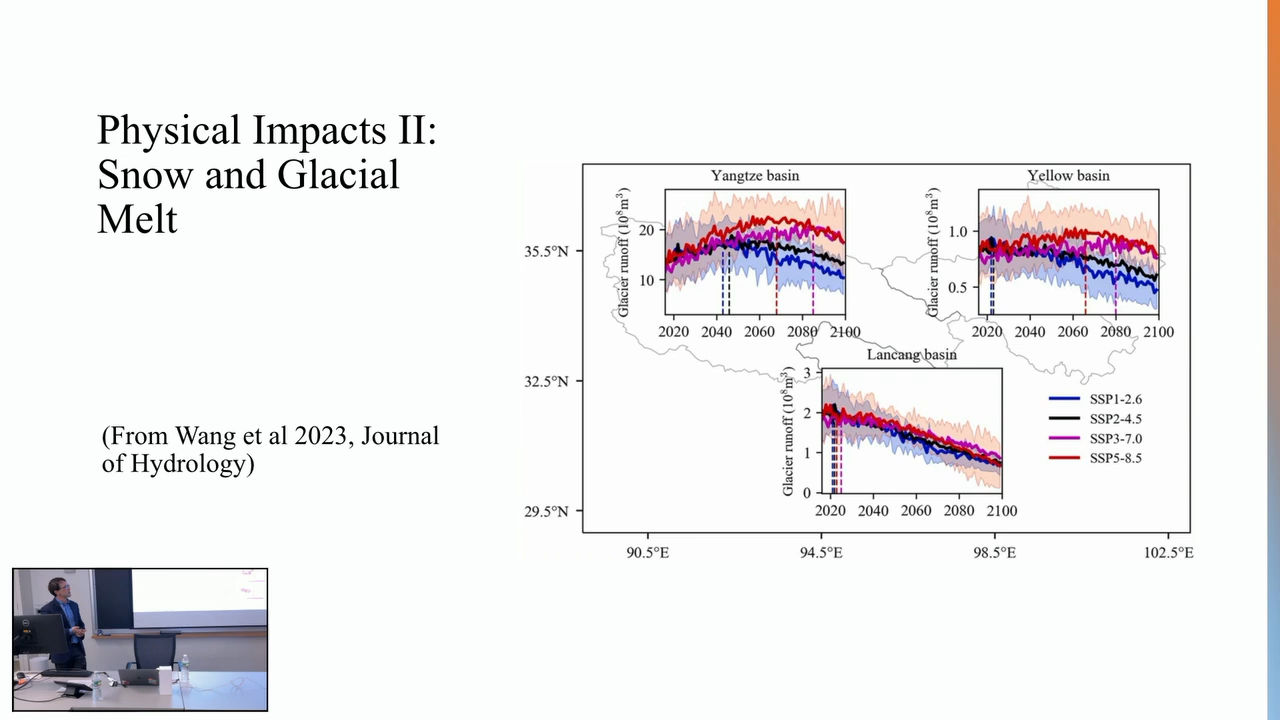 Physical Impacts II:
Snow and Glacial
Melt
(From Wang et al 2023, Journal
of Hydrology)
Yangtze basin
Glacier runoff (10⁸m³)
20
10
2020 2040 2060 2080 2100
Yellow basin
Glacier runoff (10⁸m³)
1.0
0.5
2020 2040 2060 2080 2100
Lancang basin
Glacier runoff (10⁸m³)
3
2
1
0
2020 2040 2060 2080 2100
SSP1-2.6
SSP2-4.5
SSP3-7.0
SSP5-8.5
35.5°N
32.5°N
29.5°N
90.5°E 94.5°E 98.5°E 102.5°E